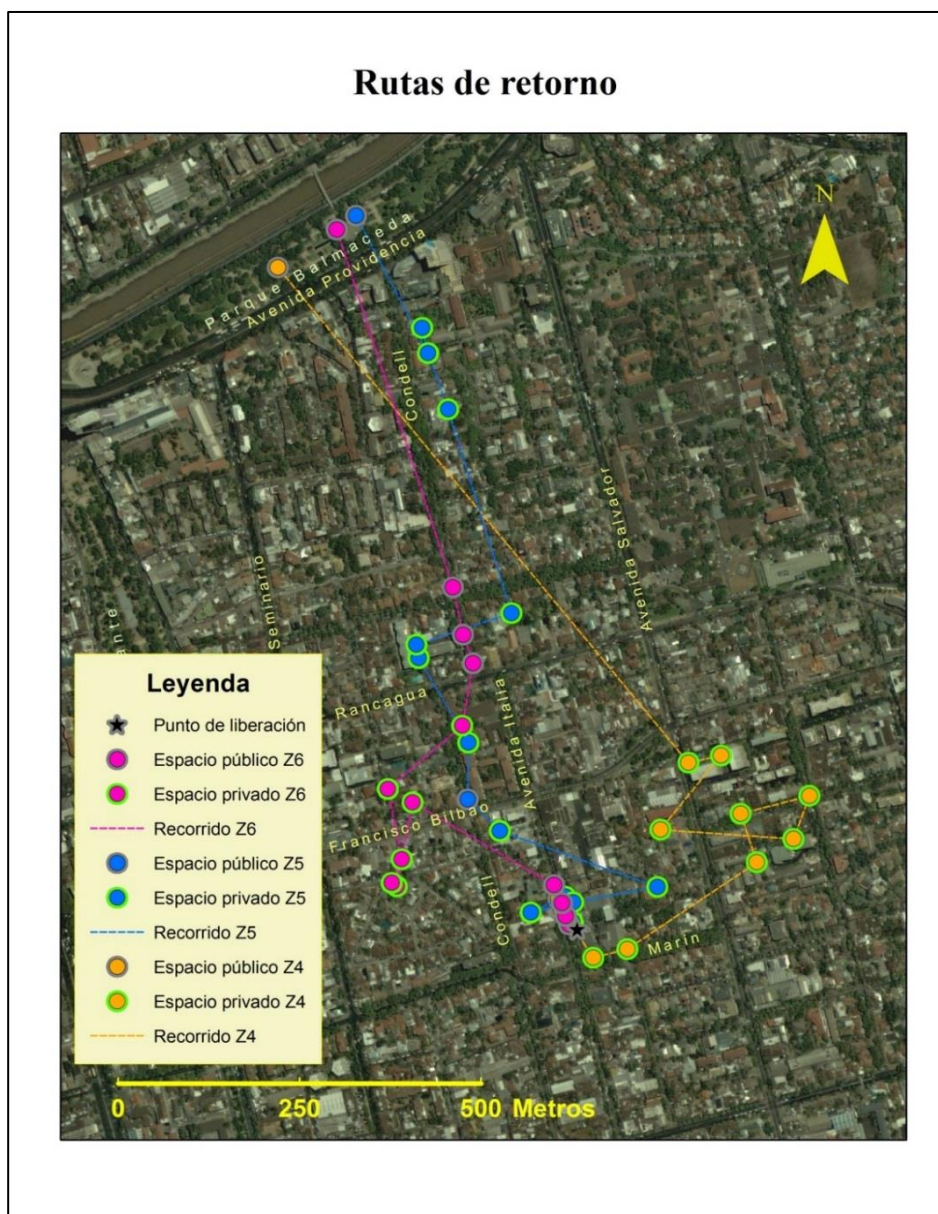 Rutas de retorno
N
Parque Balmaceda
Avenida Providencia
Condell
Avenida Salvador
Seminario
ante
Rancagua
Avenida Italia
Francisco Bilbao
Condell
Marín
Leyenda
Punto de liberación
Espacio público Z6
Espacio privado Z6
Recorrido Z6
Espacio público Z5
Espacio privado Z5
Recorrido Z5
Espacio público Z4
Espacio privado Z4
Recorrido Z4
0 250 500 Metros